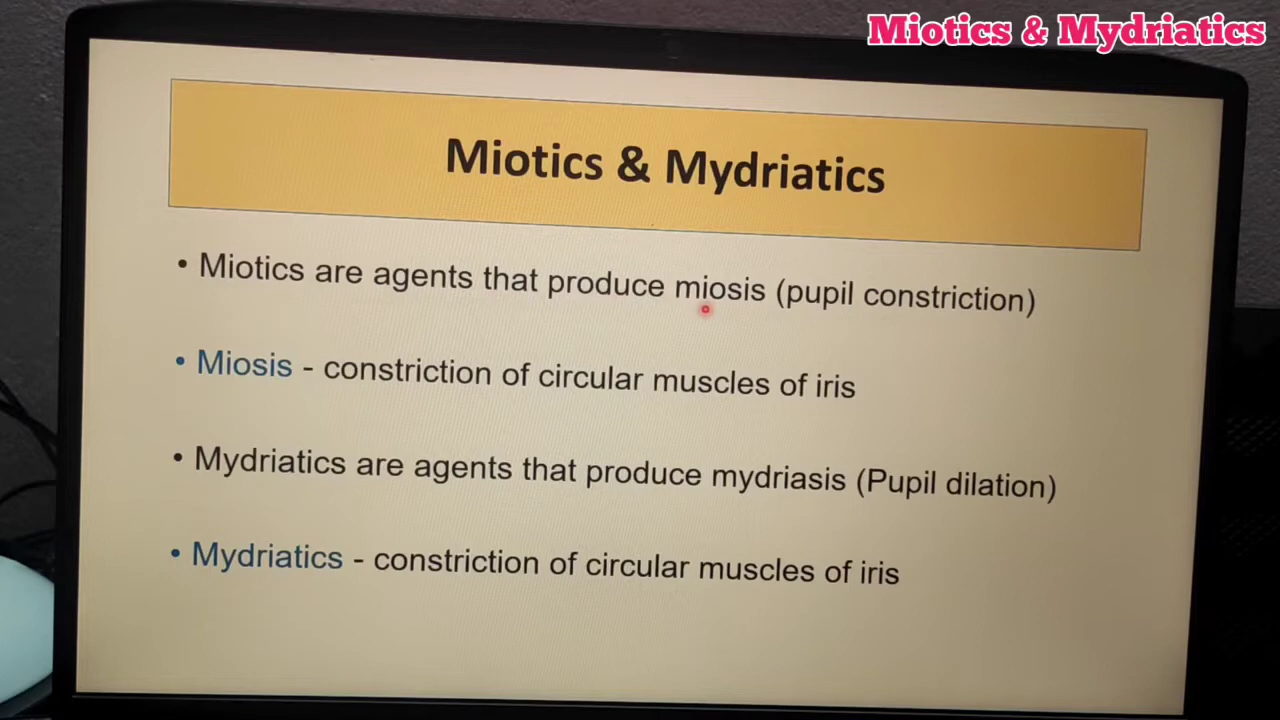 Miotics & Mydriatics
Miotics & Mydriatics
• Miotics are agents that produce miosis (pupil constriction)
• Miosis - constriction of circular muscles of iris
• Mydriatics are agents that produce mydriasis (Pupil dilation)
• Mydriatics - constriction of circular muscles of iris